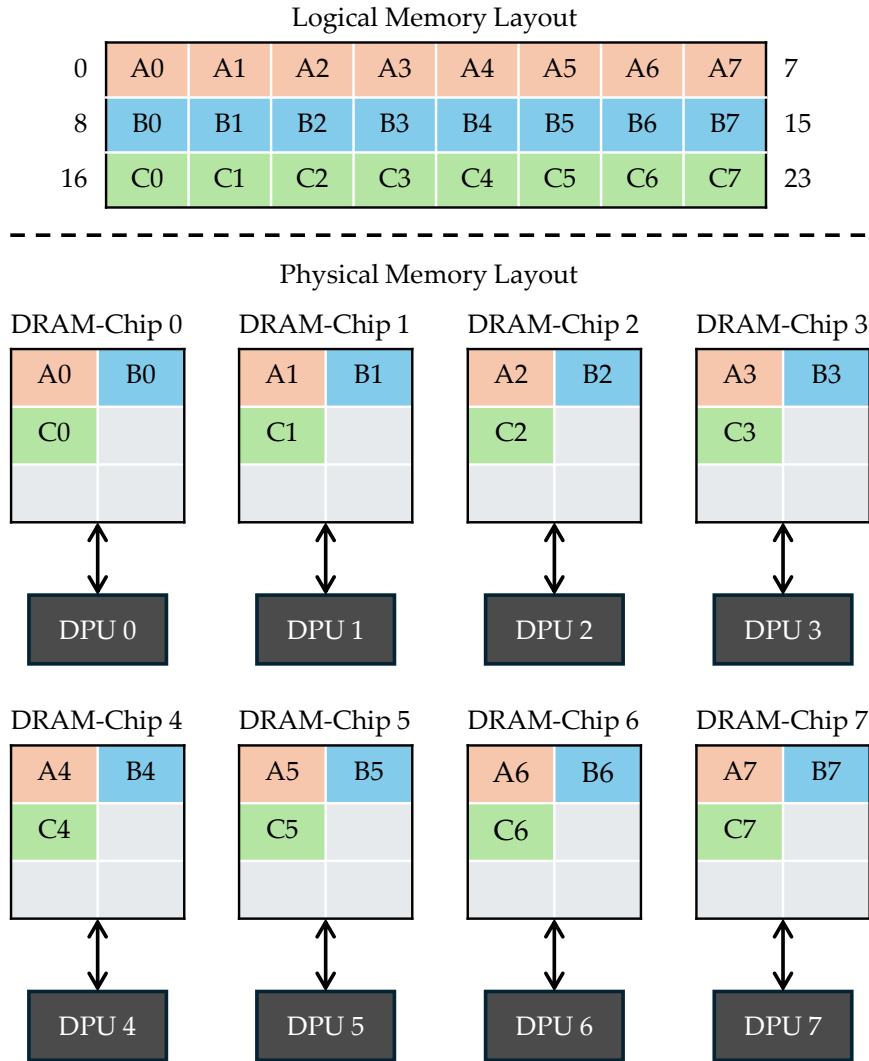 Logical Memory Layout
0 A0 A1 A2 A3 A4 A5 A6 A7 7
8 B0 B1 B2 B3 B4 B5 B6 B7 15
16 C0 C1 C2 C3 C4 C5 C6 C7 23
Physical Memory Layout
DRAM-Chip 0 DRAM-Chip 1 DRAM-Chip 2 DRAM-Chip 3
A0 B0 A1 B1 A2 B2 A3 B3
C0 C1 C2 C3
DPU 0 DPU 1 DPU 2 DPU 3
DRAM-Chip 4 DRAM-Chip 5 DRAM-Chip 6 DRAM-Chip 7
A4 B4 A5 B5 A6 B6 A7 B7
C4 C5 C6 C7
DPU 4 DPU 5 DPU 6 DPU 7